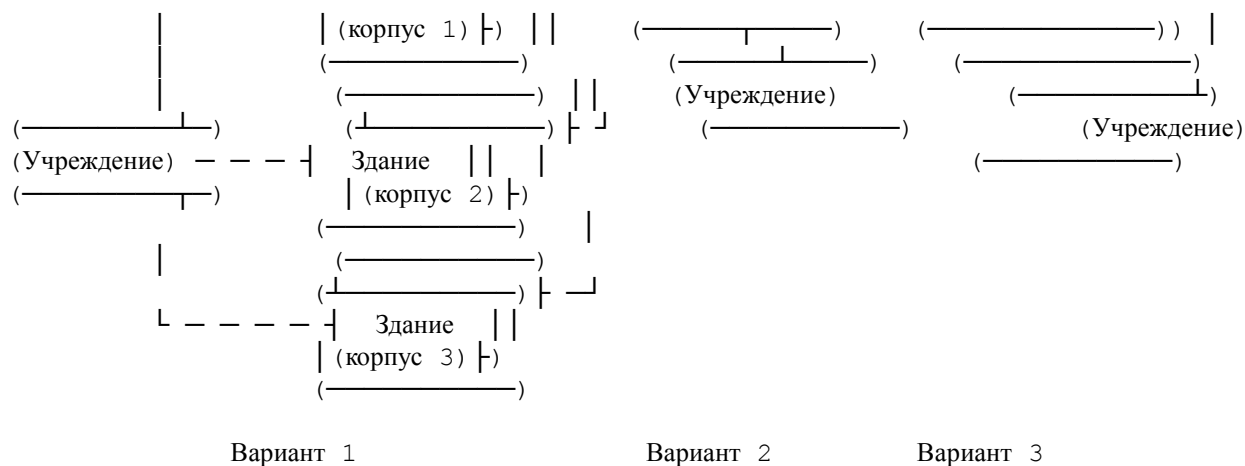 (корпус 1)
(Учреждение) (Учреждение)
(Учреждение) Здание
(корпус 2)
Здание
(корпус 3)
Вариант 1 Вариант 2 Вариант 3